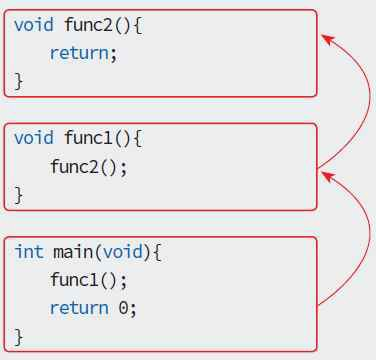 void func2(){
return;
}
void func1(){
func2();
}
int main(void){
func1();
return 0;
}